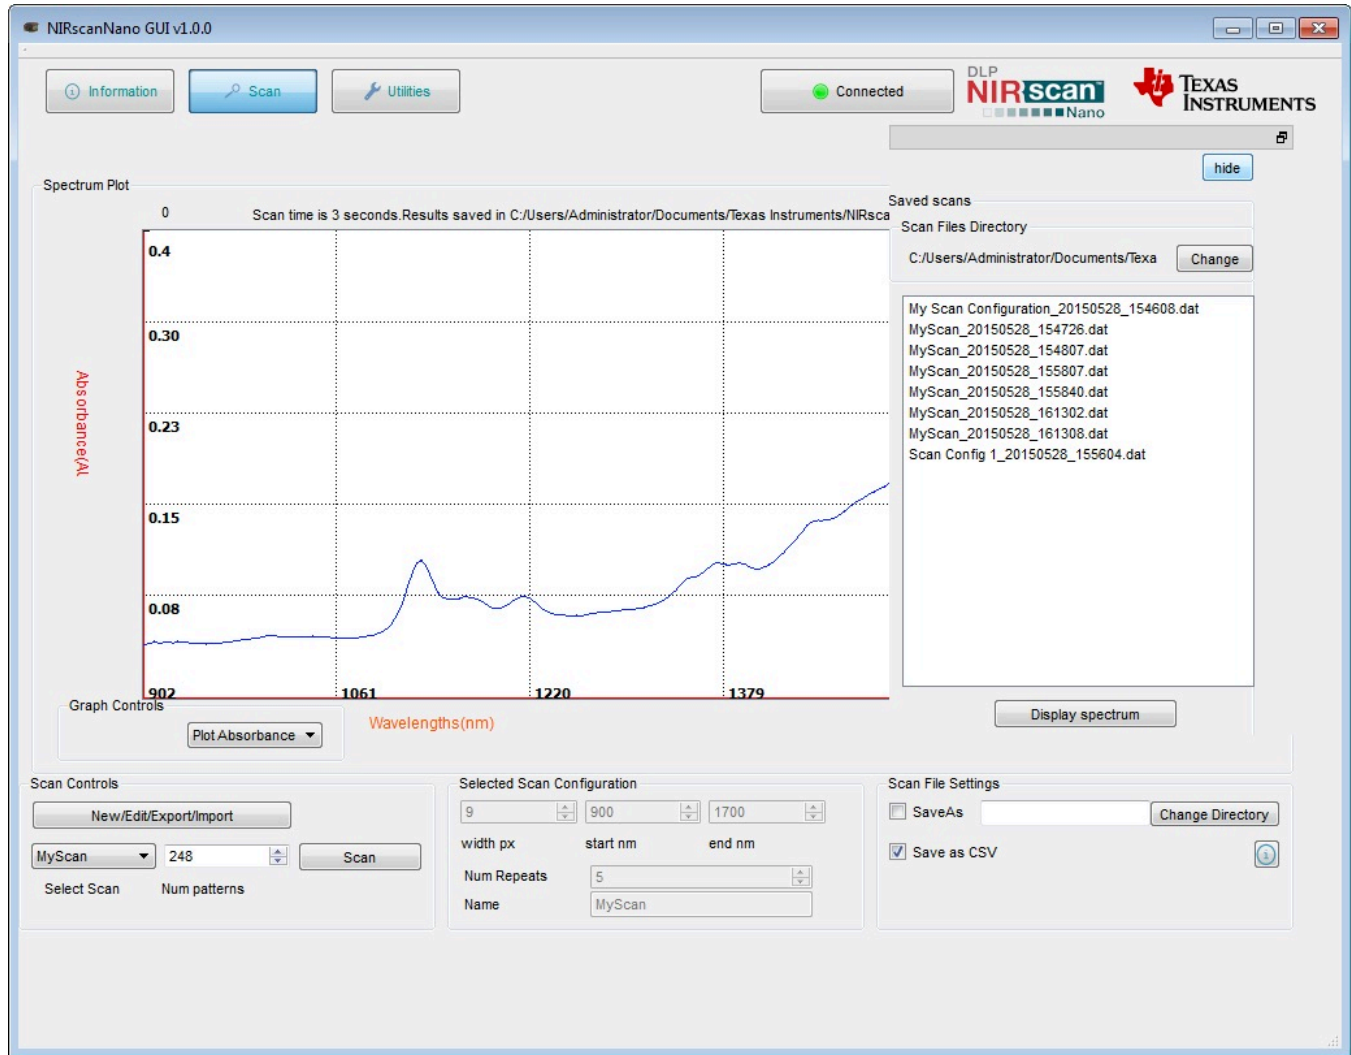 NIRscanNano GUI v1.0.0
Information
Scan
Utilities
Connected
DLP
NIRscan
Nano
TEXAS
INSTRUMENTS
hide
Spectrum Plot
0
Scan time is 3 seconds.Results saved in C:/Users/Administrator/Documents/Texas Instruments/NIRsca
Saved scans
Scan Files Directory
C:/Users/Administrator/Documents/Texa
Change
0.4
0.30
0.23
0.15
0.08
Absorbance(AU
902
1061
1220
1379
Wavelengths(nm)
My Scan Configuration_20150528_154608.dat
MyScan_20150528_154726.dat
MyScan_20150528_154807.dat
MyScan_20150528_155807.dat
MyScan_20150528_155840.dat
MyScan_20150528_161302.dat
MyScan_20150528_161308.dat
Scan Config 1_20150528_155604.dat
Display spectrum
Graph Controls
Plot Absorbance
Scan Controls
New/Edit/Export/Import
MyScan
248
Scan
Select Scan
Num patterns
Selected Scan Configuration
9
900
1700
width px
start nm
end nm
Num Repeats
5
Name
MyScan
Scan File Settings
SaveAs
Change Directory
Save as CSV